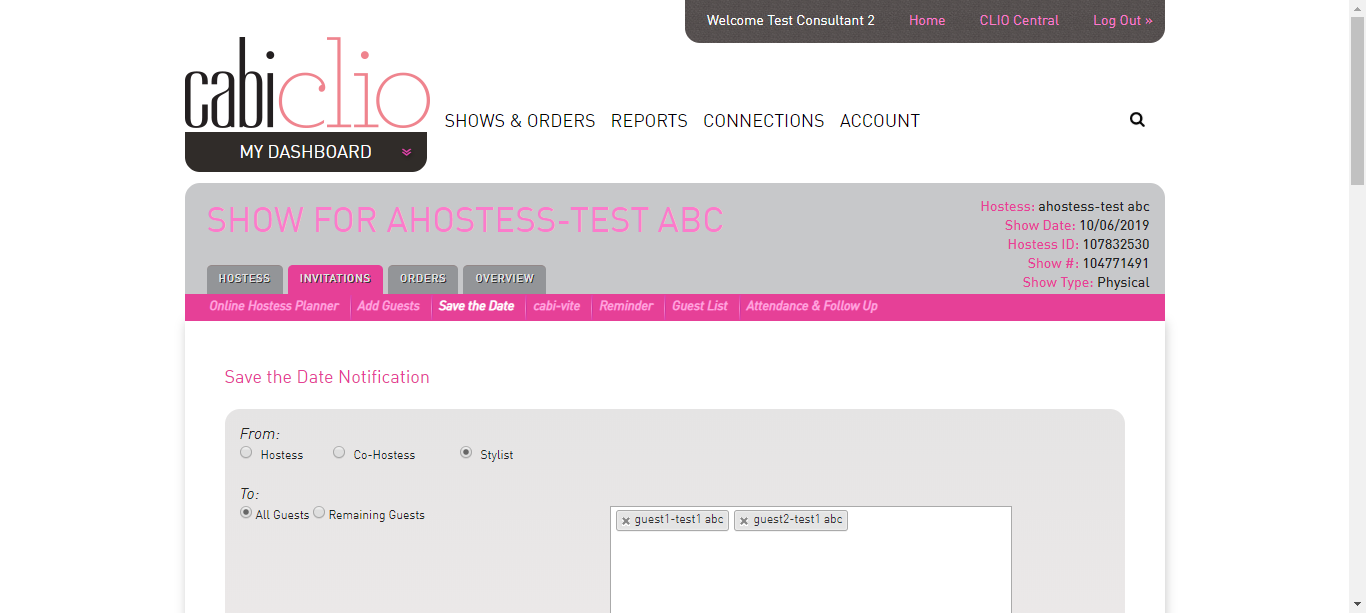 Welcome Test Consultant 2 Home CLIO Central Log Out »
cabiclio
SHOWS & ORDERS REPORTS CONNECTIONS ACCOUNT
MY DASHBOARD
SHOW FOR AHOSTESS-TEST ABC
Hostess: ahostess-test abc
Show Date: 10/06/2019
Hostess ID: 107832530
Show #: 104771491
Show Type: Physical
HOSTESS INVITATIONS ORDERS OVERVIEW
Online Hostess Planner Add Guests Save the Date cabi-vite Reminder Guest List Attendance & Follow Up
Save the Date Notification
From:
Hostess Co-Hostess Stylist
To:
All Guests Remaining Guests
× guest1-test1 abc × guest2-test1 abc